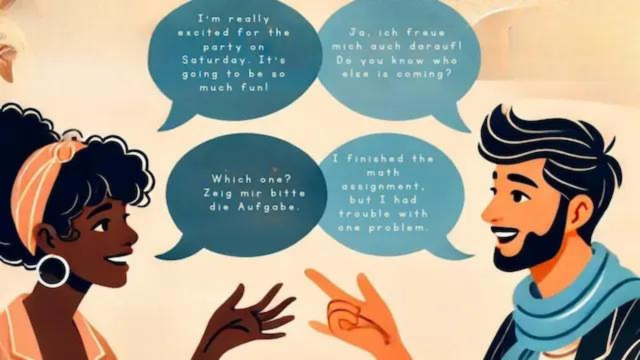 I'm really
excited for the
party on
Saturday. It's
going to be so
much fun!
Ja, ich freue
mich auch darauf!
Do you know who
else is coming?
Which one?
Zeig mir bitte
die Aufgabe.
I finished the
math
assignment,
but I had
trouble with
one problem.